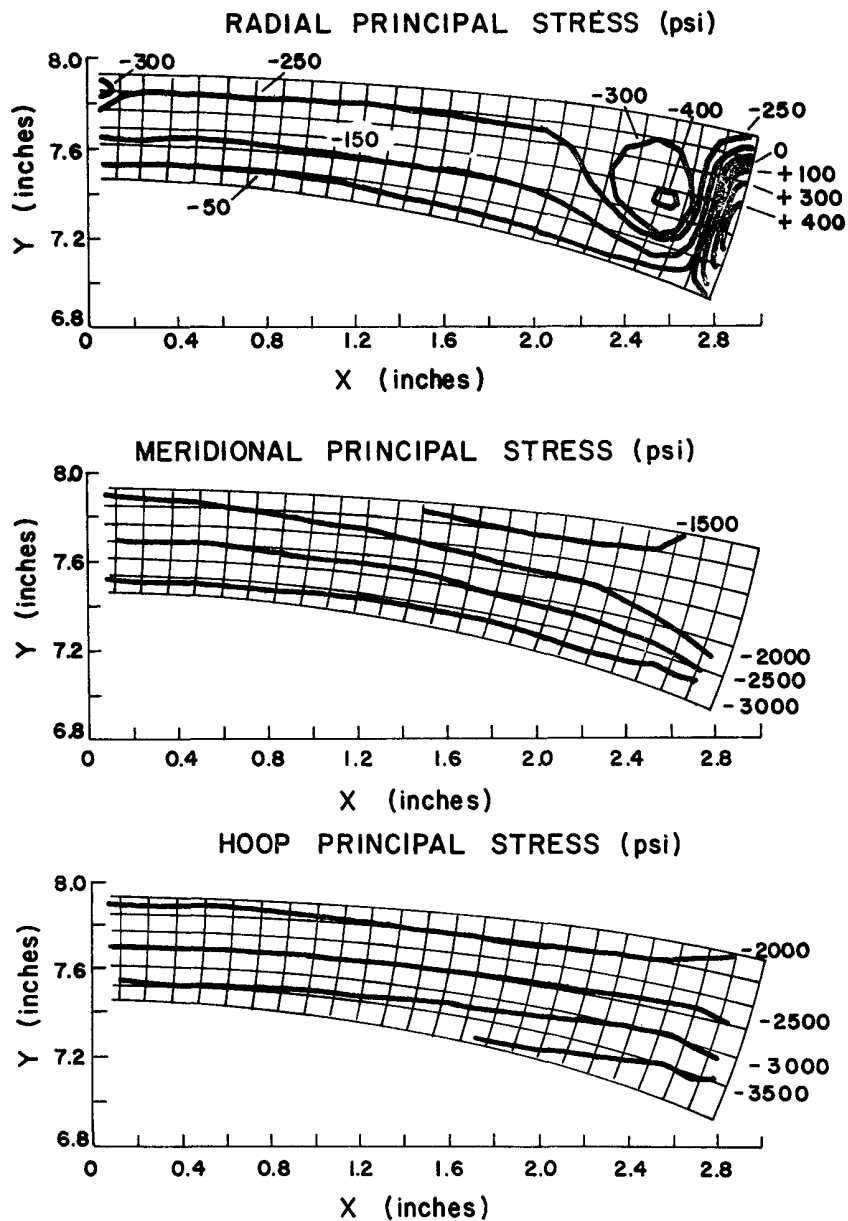 RADIAL PRINCIPAL STRESS (psi)
-300
-250
-300
-400
-250
-150
-50
0
+100
+300
+400
8.0
7.6
7.2
6.8
Y (inches)
0 0.4 0.8 1.2 1.6 2.0 2.4 2.8
X (inches)
MERIDIONAL PRINCIPAL STRESS (psi)
8.0
7.6
7.2
6.8
Y (inches)
-1500
-2000
-2500
-3000
0 0.4 0.8 1.2 1.6 2.0 2.4 2.8
X (inches)
HOOP PRINCIPAL STRESS (psi)
8.0
7.6
7.2
6.8
Y (inches)
-2000
-2500
-3000
-3500
0 0.4 0.8 1.2 1.6 2.0 2.4 2.8
X (inches)